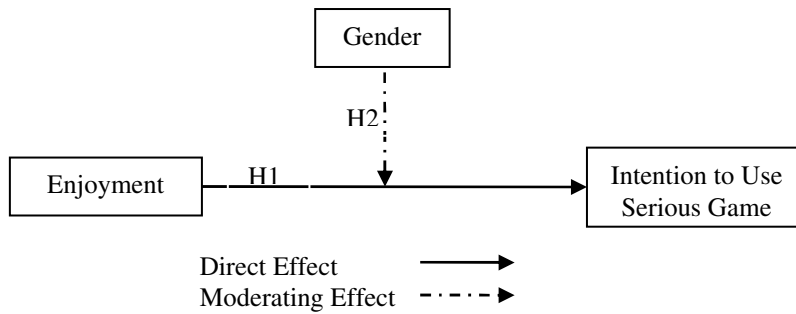 Gender
H2
Enjoyment
H1
Intention to Use
Serious Game
Direct Effect
Moderating Effect